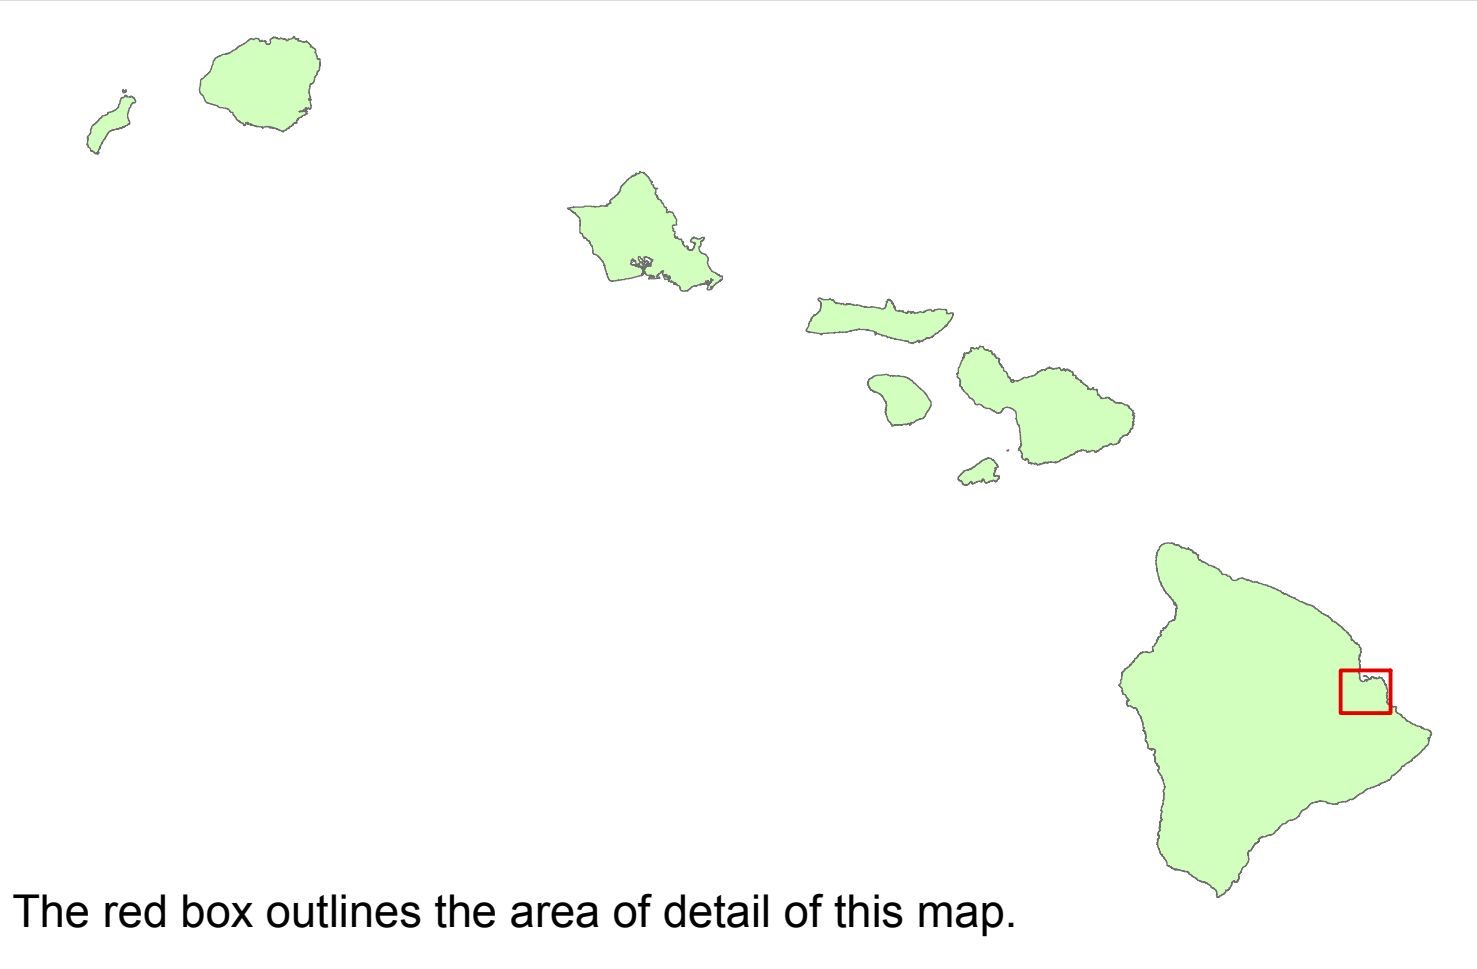 The red box outlines the area of detail of this map.